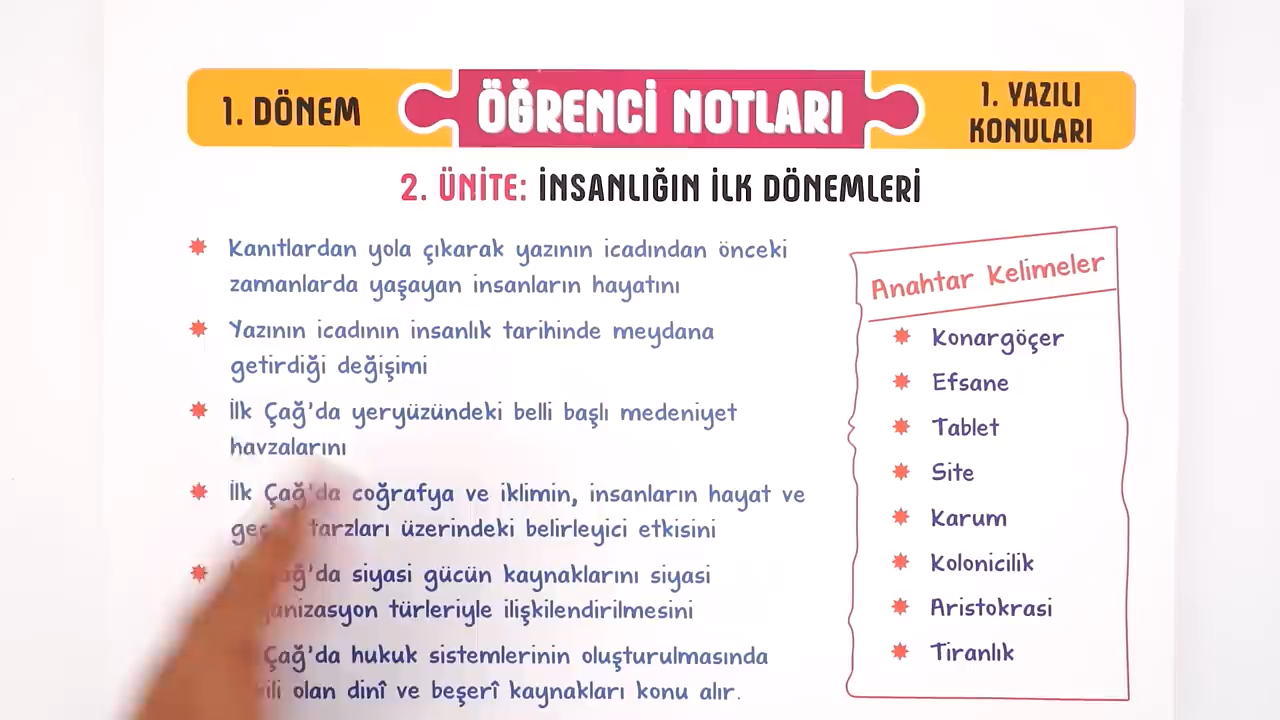 1. DÖNEM
ÖĞRENCİ NOTLARI
1. YAZILI
KONULARI
2. ÜNİTE: İNSANLIĞIN İLK DÖNEMLERİ
Kanıtlardan yola çıkarak yazının icadından önceki
zamanlarda yaşayan insanların hayatını
Yazının icadının insanlık tarihinde meydana
getirdiği değişimi
İlk Çağ'da yeryüzündeki belli başlı medeniyet
havzalarını
İlk Çağ'da coğrafya ve iklimin, insanların hayat ve
tarzları üzerindeki belirleyici etkisini
Çağ'da siyasi gücün kaynaklarını siyasi
türleriyle ilişkilendirilmesini
Çağ'da hukuk sistemlerinin oluşturulmasında
olan dinî ve beşerî kaynakları konu alır.
Anahtar Kelimeler
Konargöçer
Efsane
Tablet
Site
Karum
Kolonicilik
Aristokrasi
Tiranlık